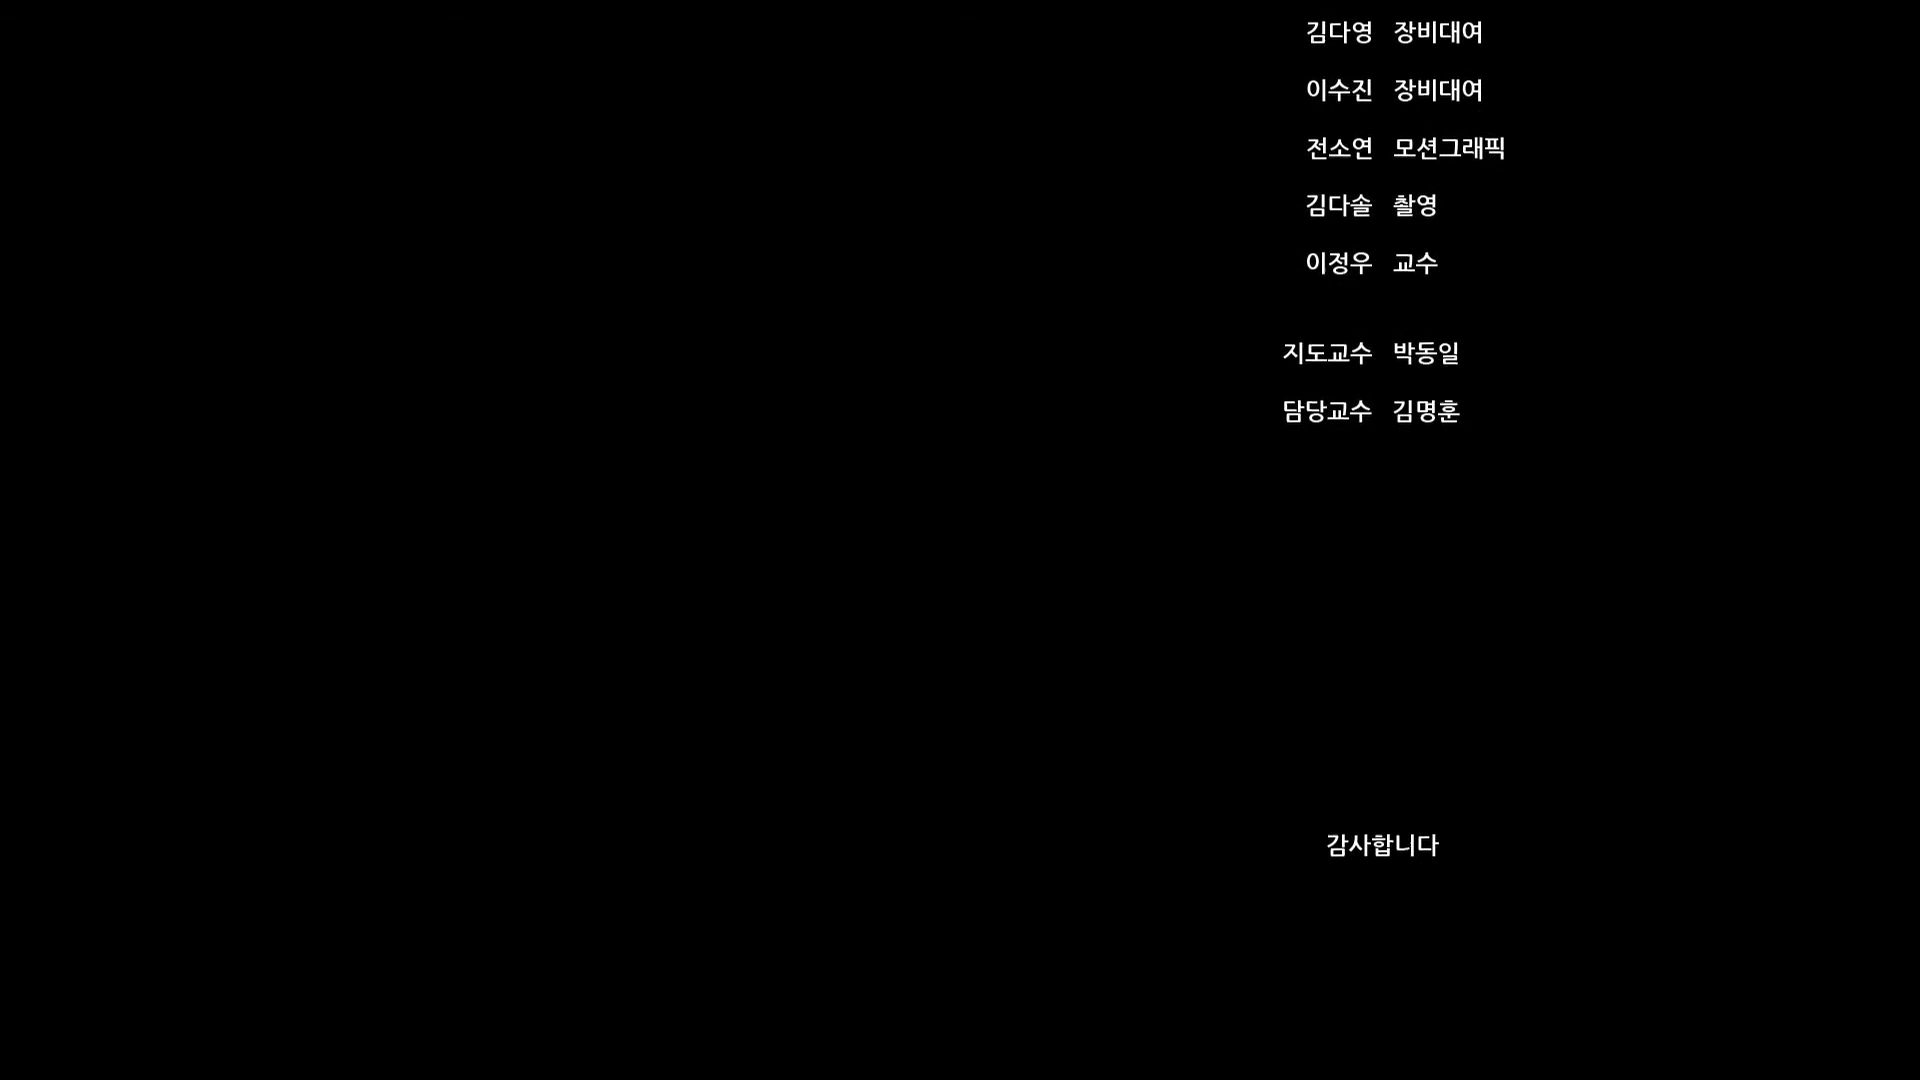 김다영 장비대여
이수진 장비대여
전소연 모션그래픽
김다솔 촬영
이정우 교수
지도교수 박동일
담당교수 김명훈
감사합니다